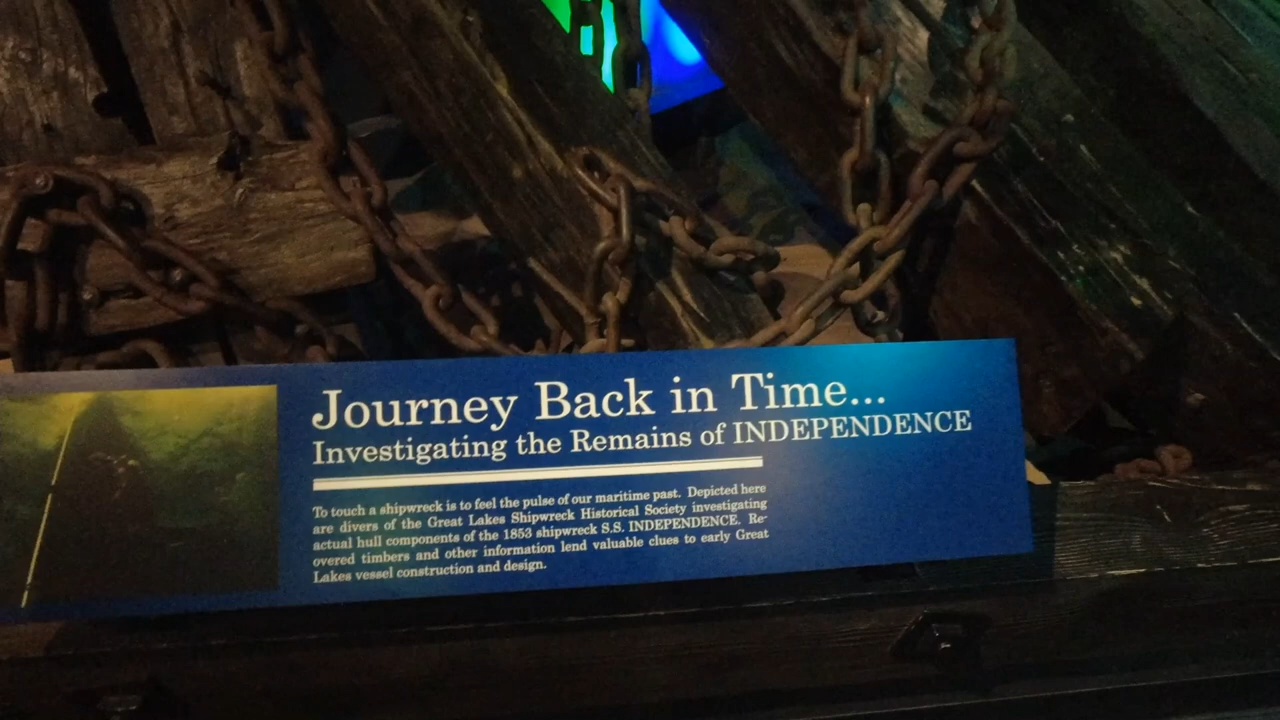 Journey Back in Time...
Investigating the Remains of INDEPENDENCE
To touch a shipwreck is to feel the pulse of our maritime past. Depicted here
are divers of the Great Lakes Shipwreck Historical Society investigating
actual hull components of the 1853 shipwreck S.S. INDEPENDENCE. Re-
overed timbers and other information lend valuable clues to early Great
Lakes vessel construction and design.